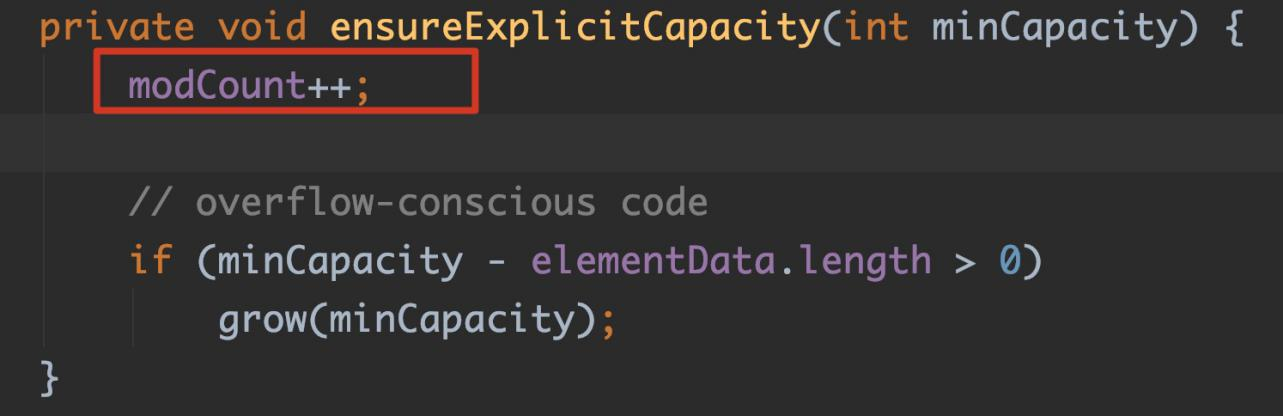 private void ensureExplicitCapacity(int minCapacity) {
modCount++;
// overflow-conscious code
if (minCapacity - elementData.length > 0)
grow(minCapacity);
}